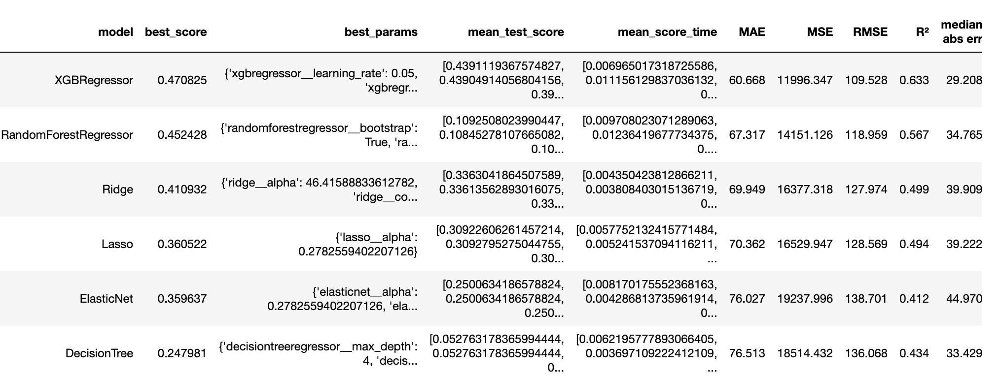 model best_score best_params mean_test_score mean_score_time MAE MSE RMSE R² median abs err
XGBRegressor 0.470825 {'xgbregressor__learning_rate': 0.05, 'xgbregr... [0.4391119367574827, 0.43904914056804156, 0.39... [0.006965017318725586, 0.011156129837036132, 0... 60.668 11996.347 109.528 0.633 29.208
RandomForestRegressor 0.452428 {'randomforestregressor__bootstrap': True, 'ra... [0.1092508023990447, 0.10845278107665082, 0.10... [0.009708023071289063, 0.01236419677734375, 0.... 67.317 14151.126 118.959 0.567 34.765
Ridge 0.410932 {'ridge__alpha': 46.41588833612782, 'ridge__co... [0.3363041864507589, 0.33613562893016075, 0.33... [0.004350423812866211, 0.003808403015136719, 0... 69.949 16377.318 127.974 0.499 39.909
Lasso 0.360522 {'lasso__alpha': 0.2782559402207126} [0.30922606261457214, 0.3092795275044755, 0.30... [0.0057752132415771484, 0.005241537094116211, ... 70.362 16529.947 128.569 0.494 39.222
ElasticNet 0.359637 {'elasticnet__alpha': 0.2782559402207126, 'ela... [0.2500634186578824, 0.2500634186578824, 0.250... [0.008170175552368163, 0.004286813735961914, 0... 76.027 19237.996 138.701 0.412 44.970
DecisionTree 0.247981 {'decisiontreeregressor__max_depth': 4, 'decis... [0.052763178365994444, 0.052763178365994444, 0... [0.0062195777893066405, 0.003697109222412109, ... 76.513 18514.432 136.068 0.434 33.429